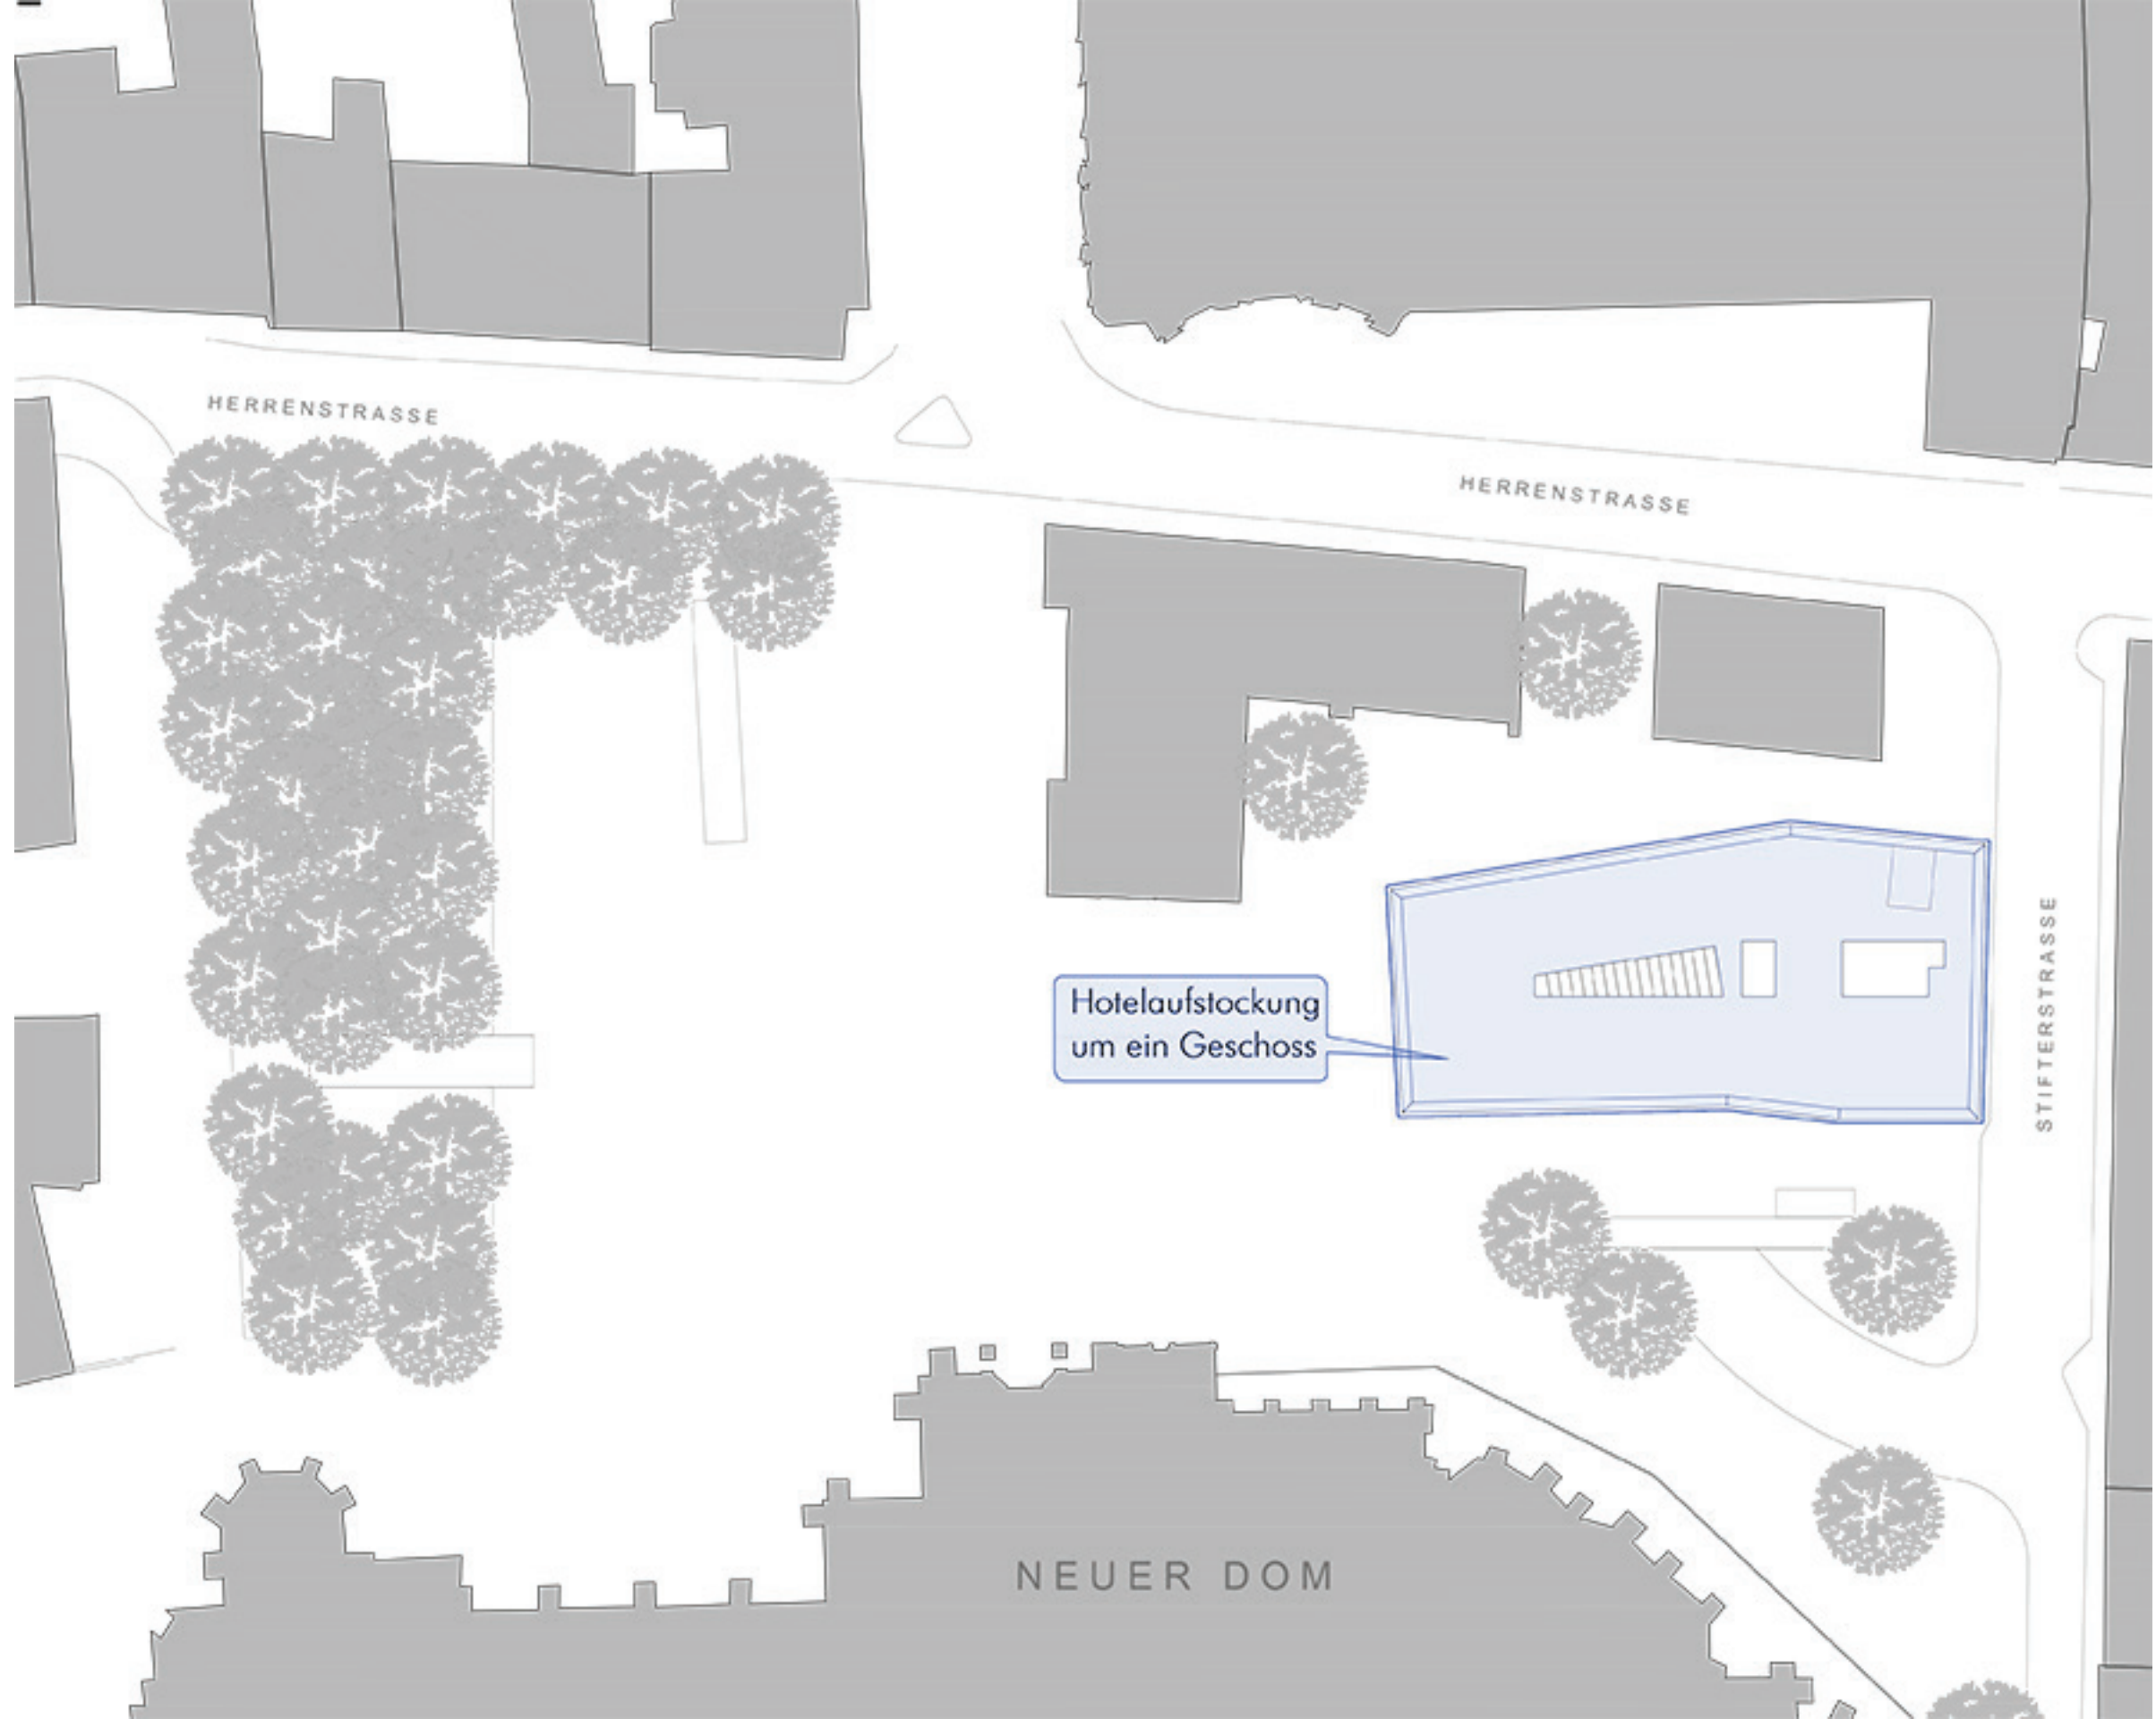 HERRENSTRASSE
HERRENSTRASSE
Hotelaufstockung
um ein Geschoss
STIFTERSTRASSE
NEUER DOM